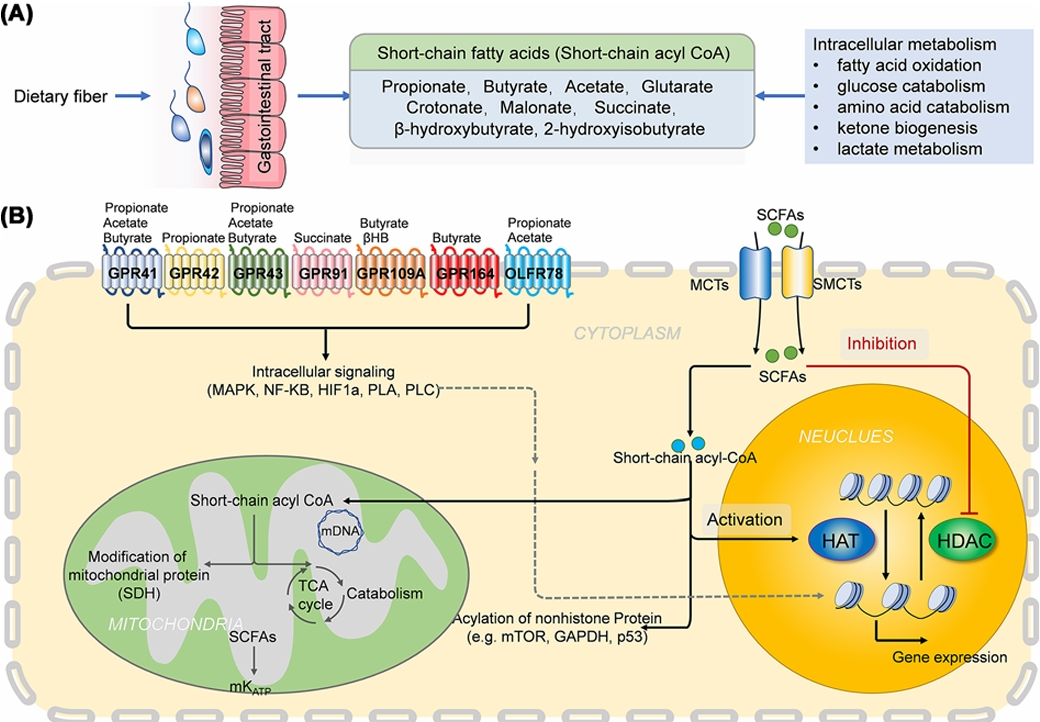 (A)
Dietary fiber
Gastointestinal tract
Short-chain fatty acids (Short-chain acyl CoA)
Propionate, Butyrate, Acetate, Glutarate
Crotonate, Malonate, Succinate,
β-hydroxybutyrate, 2-hydroxyisobutyrate
Intracellular metabolism
• fatty acid oxidation
• glucose catabolism
• amino acid catabolism
• ketone biogenesis
• lactate metabolism
(B)
Propionate
Acetate
Butyrate
GPR41
Propionate
GPR42
Propionate
Acetate
Butyrate
GPR43
Succinate
GPR91
Butyrate
βHB
GPR109A
Butyrate
GPR164
Propionate
Acetate
OLFR78
SCFAs
MCTs
SMCTs
CYTOPLASM
Inhibition
SCFAs
Intracellular signaling
(MAPK, NF-KB, HIF1a, PLA, PLC)
NEUCLUES
Short-chain acyl-CoA
Short-chain acyl CoA
mDNA
Activation
HAT
HDAC
Modification of
mitochondrial protein
(SDH)
TCA
cycle
Catabolism
MITOCHONDRIA
SCFAs
mKATP
Acylation of nonhistone Protein
(e.g. mTOR, GAPDH, p53)
Gene expression